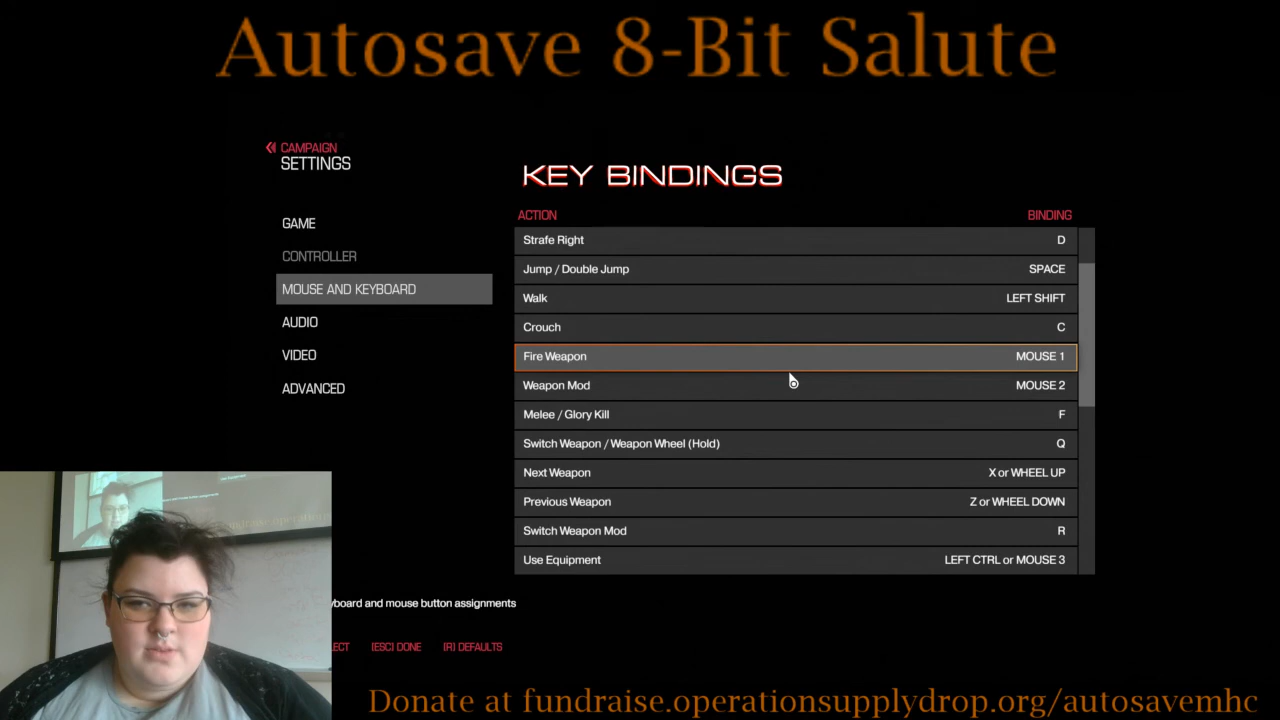 Autosave 8-Bit Salute
CAMPAIGN
SETTINGS
GAME
CONTROLLER
MOUSE AND KEYBOARD
AUDIO
VIDEO
ADVANCED
KEY BINDINGS
ACTION BINDING
Strafe Right D
Jump / Double Jump SPACE
Walk LEFT SHIFT
Crouch C
Fire Weapon MOUSE 1
Weapon Mod MOUSE 2
Melee / Glory Kill F
Switch Weapon / Weapon Wheel (Hold) Q
Next Weapon X or WHEEL UP
Previous Weapon Z or WHEEL DOWN
Switch Weapon Mod R
Use Equipment LEFT CTRL or MOUSE 3
yboard and mouse button assignments
ECT [ESC] DONE [R] DEFAULTS
Donate at fundraise.operationsupplydrop.org/autosavemhc